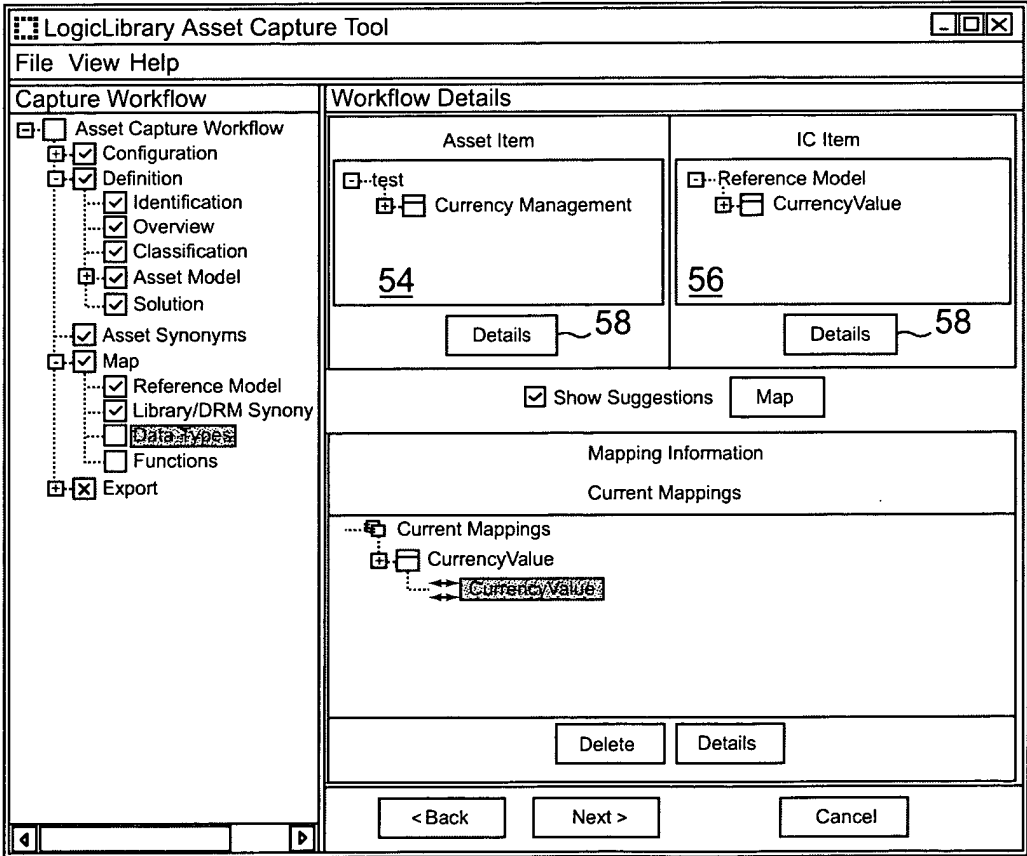 LogicLibrary Asset Capture Tool
File View Help
Capture Workflow
Asset Capture Workflow
Configuration
Definition
Identification
Overview
Classification
Asset Model
Solution
Asset Synonyms
Map
Reference Model
Library/DRM Synony
Data Types
Functions
Export
Workflow Details
Asset Item
test
Currency Management
54
Details
58
IC Item
Reference Model
CurrencyValue
56
Details
58
Show Suggestions
Map
Mapping Information
Current Mappings
Current Mappings
CurrencyValue
CurrencyValue
Delete
Details
< Back
Next >
Cancel